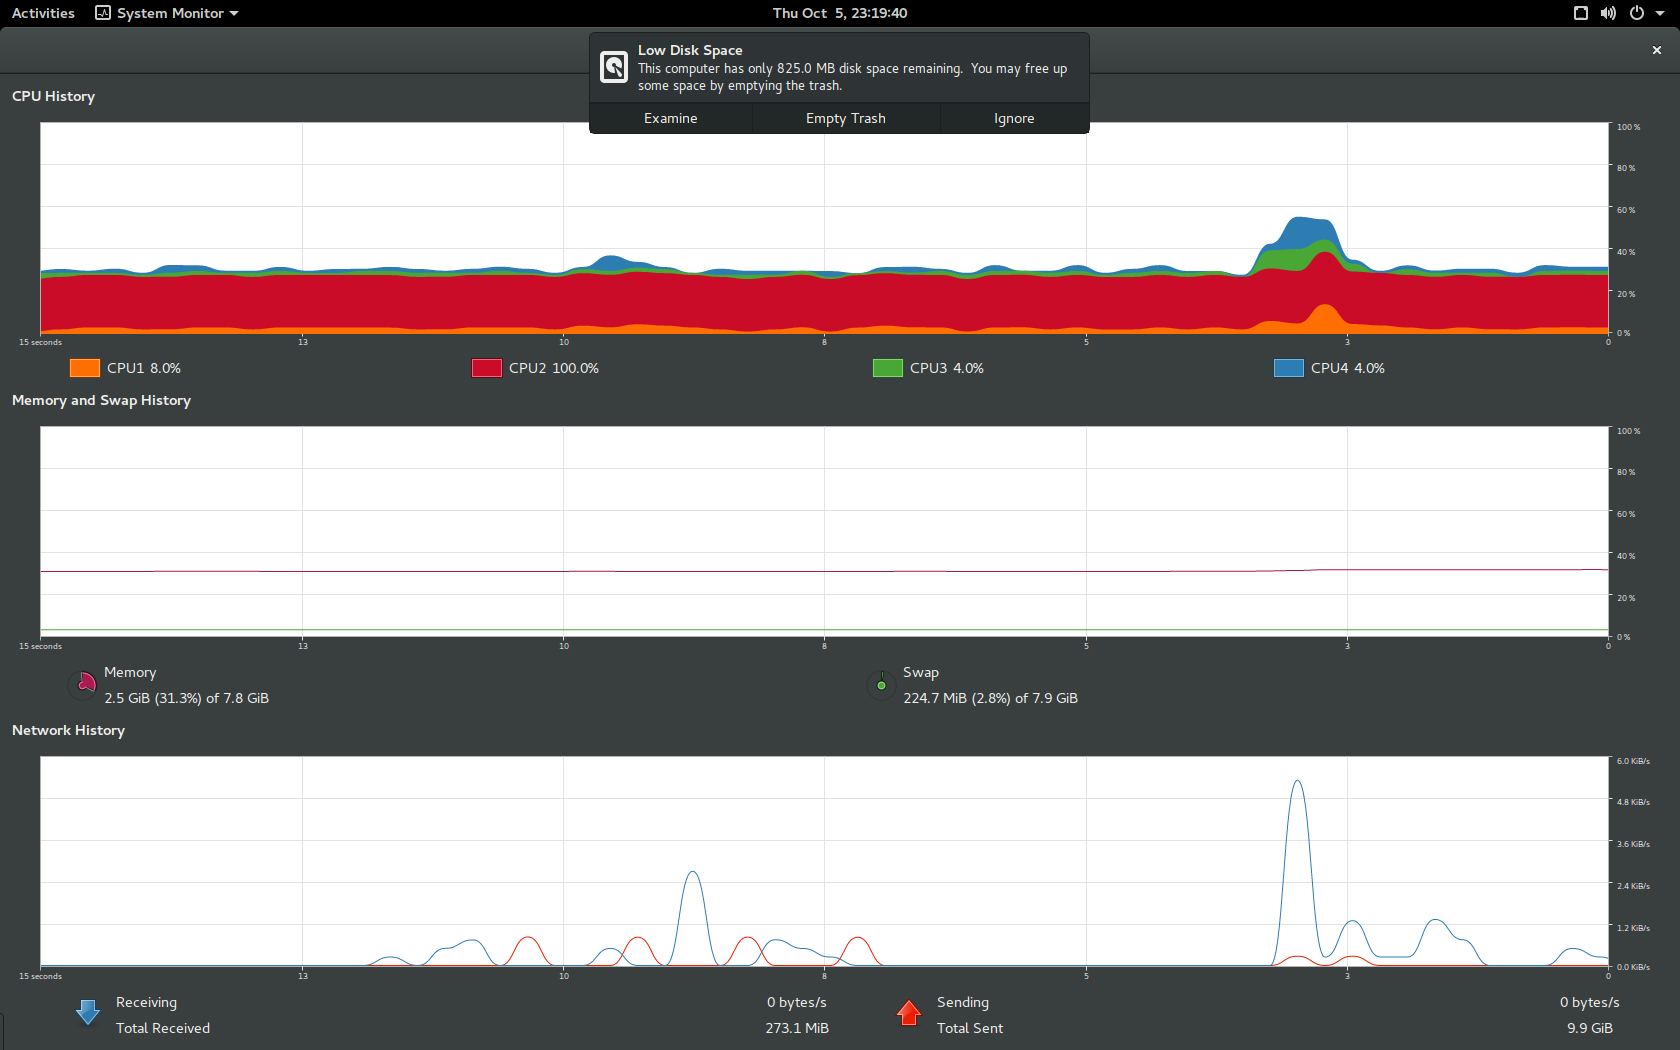 Activities System Monitor Thu Oct 5, 23:19:40
Low Disk Space
This computer has only 825.0 MB disk space remaining. You may free up
some space by emptying the trash.
Examine Empty Trash Ignore
CPU History
100 %
80 %
60 %
40 %
20 %
0 %
15 seconds 13 10 8 5 3 0
CPU1 8.0% CPU2 100.0% CPU3 4.0% CPU4 4.0%
Memory and Swap History
100 %
80 %
60 %
40 %
20 %
0 %
15 seconds 13 10 8 5 3 0
Memory Swap
2.5 GiB (31.3%) of 7.8 GiB 224.7 MiB (2.8%) of 7.9 GiB
Network History
6.0 KiB/s
4.8 KiB/s
3.6 KiB/s
2.4 KiB/s
1.2 KiB/s
0.0 KiB/s
15 seconds 13 10 8 5 3 0
Receiving 0 bytes/s Sending 0 bytes/s
Total Received 273.1 MiB Total Sent 9.9 GiB